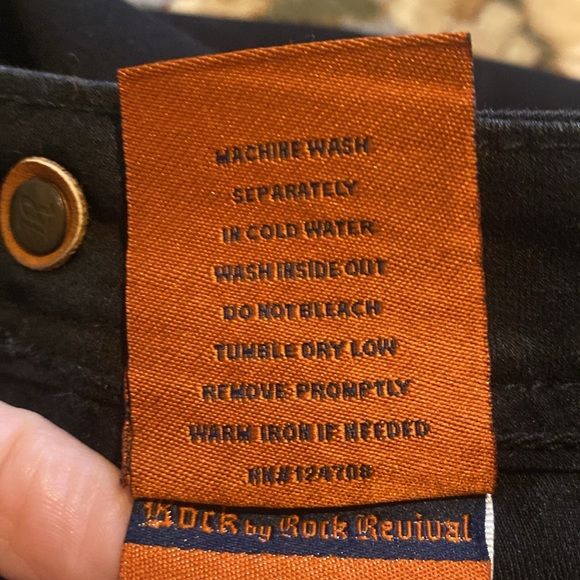 MACHINE WASH
SEPARATELY
IN COLD WATER
WASH INSIDE OUT
DO NOT BLEACH
TUMBLE DRY LOW
REMOVE PROMPTLY
WARM IRON IF NEEDED
RN#124708
Rock by Rock Revival